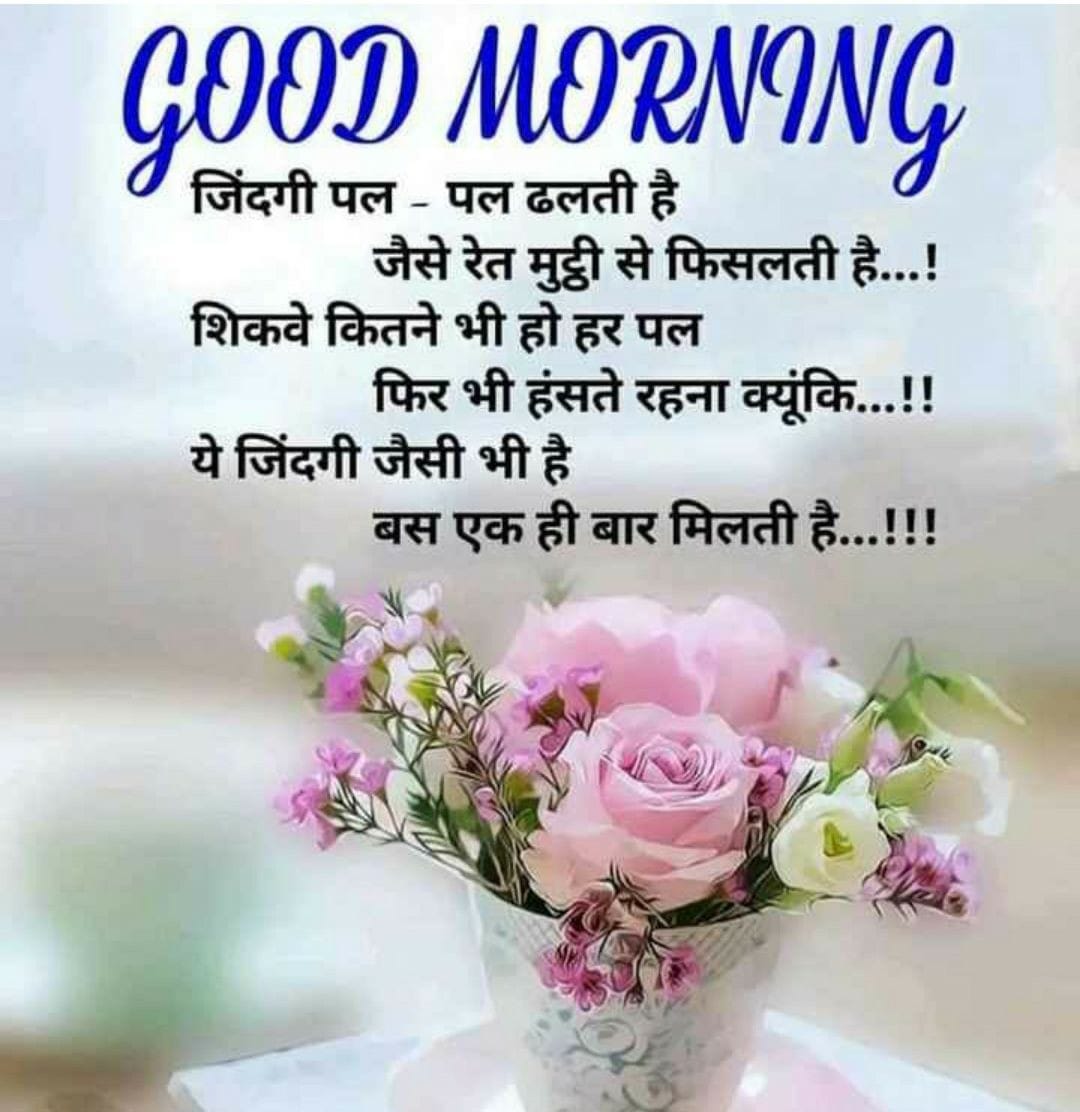 GOOD MORNING
जिंदगी पल - पल ढलती है
जैसे रेत मुट्ठी से फिसलती है...!
शिकवे कितने भी हो हर पल
फिर भी हंसते रहना क्यूंकि...!!
ये जिंदगी जैसी भी है
बस एक ही बार मिलती है...!!!